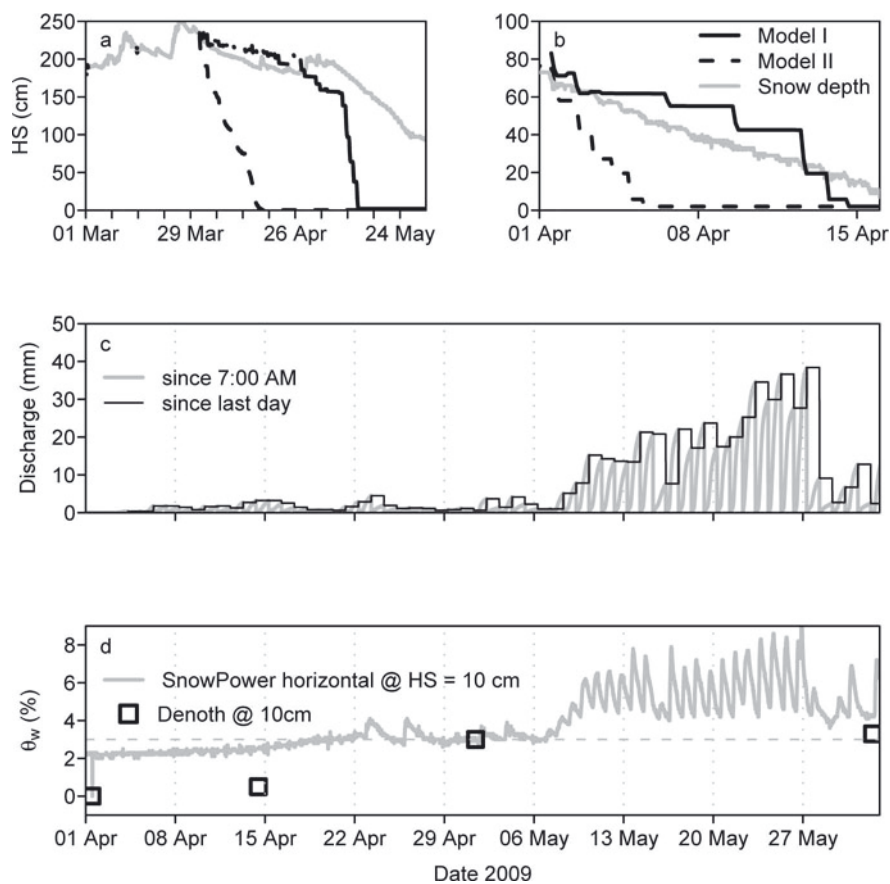 HS (cm)
250
200
150
100
50
0
a
01 Mar
29 Mar
26 Apr
24 May
100
80
60
40
20
0
b
Model I
Model II
Snow depth
01 Apr
08 Apr
15 Apr
Discharge (mm)
50
40
30
20
10
0
c
since 7:00 AM
since last day
θw (%)
8
6
4
2
0
d
SnowPower horizontal @ HS = 10 cm
Denoth @ 10cm
01 Apr
08 Apr
15 Apr
22 Apr
29 Apr
06 May
13 May
20 May
27 May
Date 2009